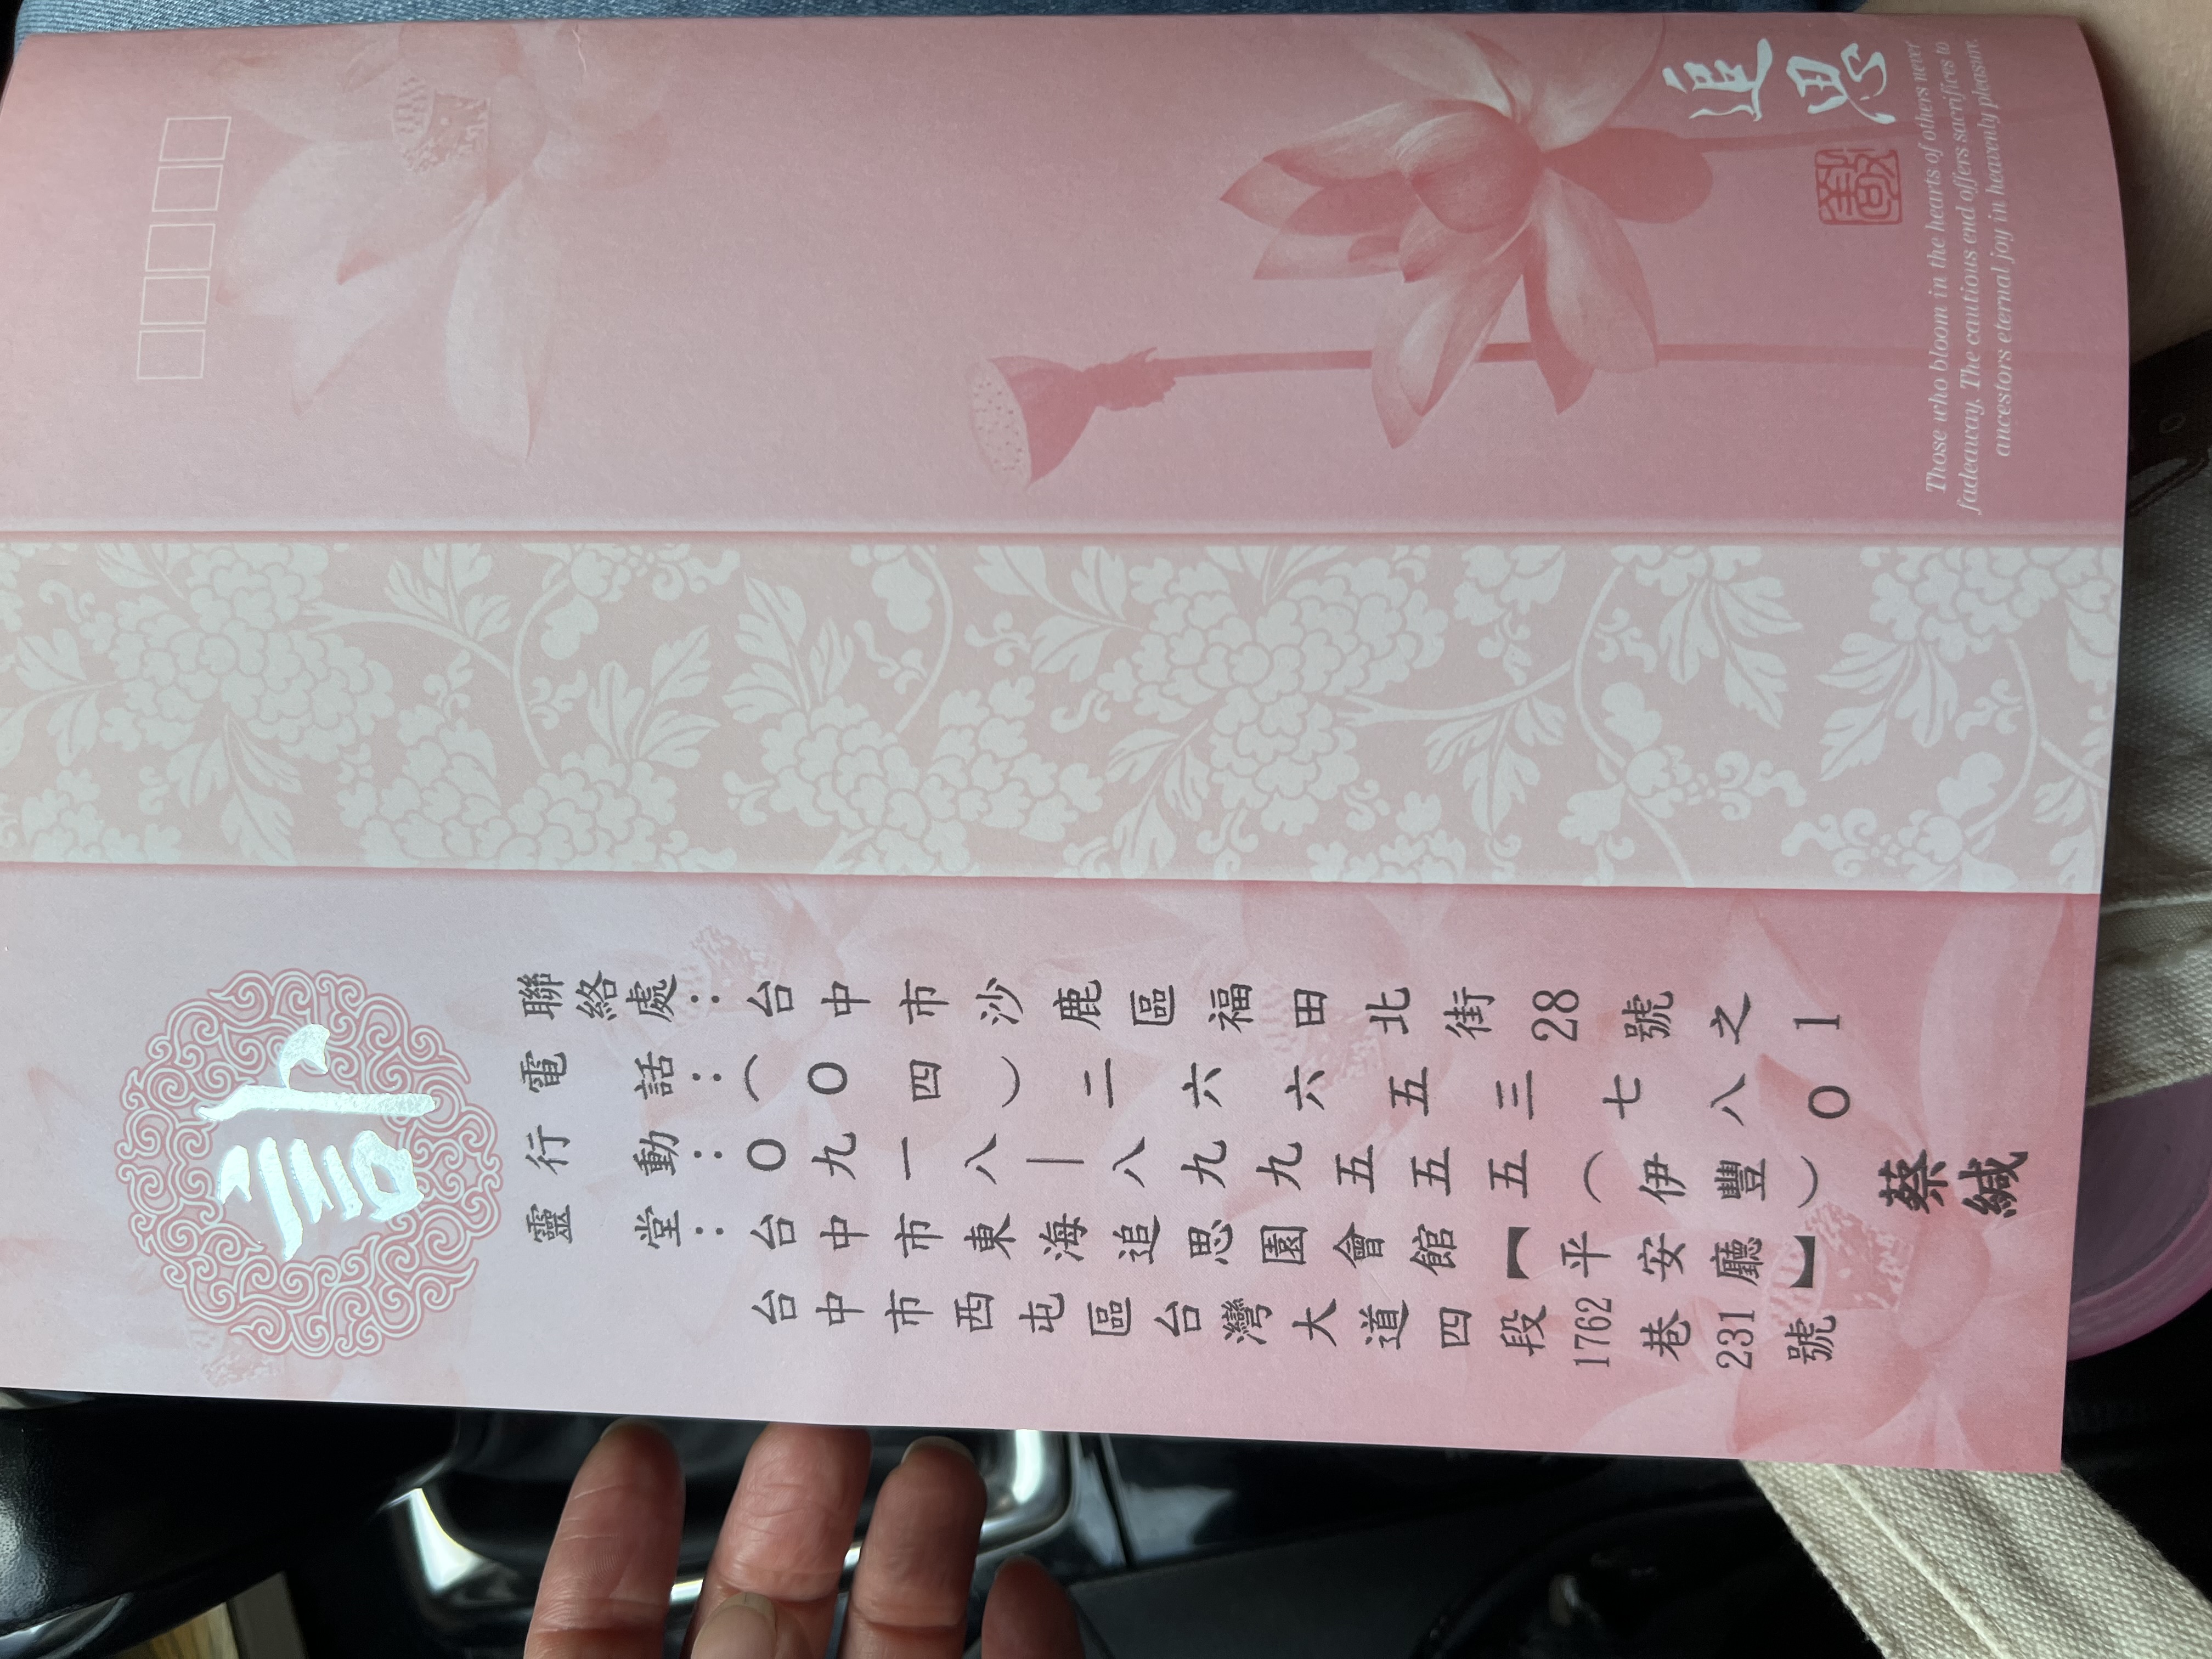 追思
Those who bloom in the hearts of others never
fadeaway. The cautious end offers sacrifices to
ancestors eternal joy in heavenly pleasure.
訃
聯絡處:台中市沙鹿區福田北街28號之1
電話:(〇四)二六六五三七八〇
行動:〇九一八—八九九五五五(伊豐)
靈堂:台中市東海追思園會館【平安廳】
台中市西屯區台灣大道四段1762巷231號
蔡緘